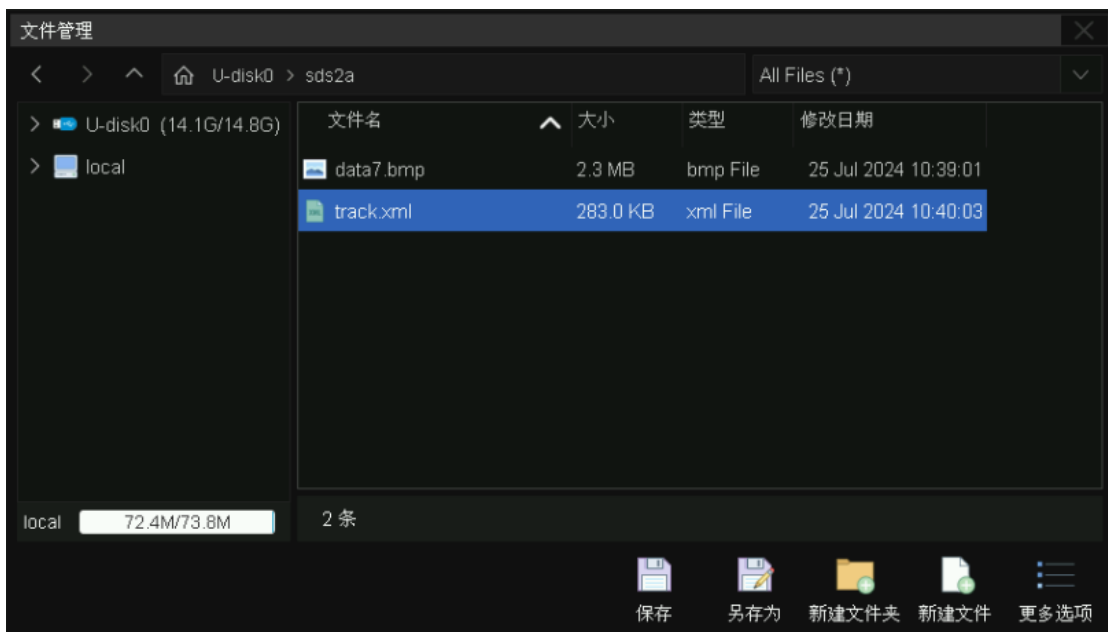 文件管理
U-disk0 > sds2a All Files (*)
U-disk0 (14.1G/14.8G)
local
文件名 大小 类型 修改日期
data7.bmp 2.3 MB bmp File 25 Jul 2024 10:39:01
track.xml 283.0 KB xml File 25 Jul 2024 10:40:03
local 72.4M/73.8M 2 条
保存 另存为 新建文件夹 新建文件 更多选项